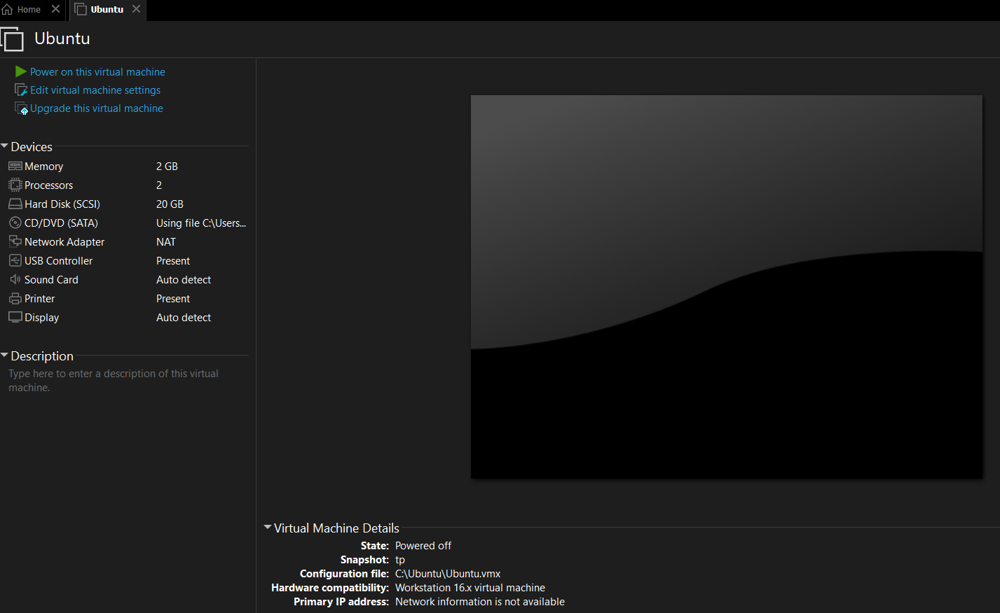 Home
Ubuntu
Ubuntu
Power on this virtual machine
Edit virtual machine settings
Upgrade this virtual machine
Devices
Memory 2 GB
Processors 2
Hard Disk (SCSI) 20 GB
CD/DVD (SATA) Using file C:\Users...
Network Adapter NAT
USB Controller Present
Sound Card Auto detect
Printer Present
Display Auto detect
Description
Type here to enter a description of this virtual
machine.
Virtual Machine Details
State: Powered off
Snapshot: tp
Configuration file: C:\Ubuntu\Ubuntu.vmx
Hardware compatibility: Workstation 16.x virtual machine
Primary IP address: Network information is not available